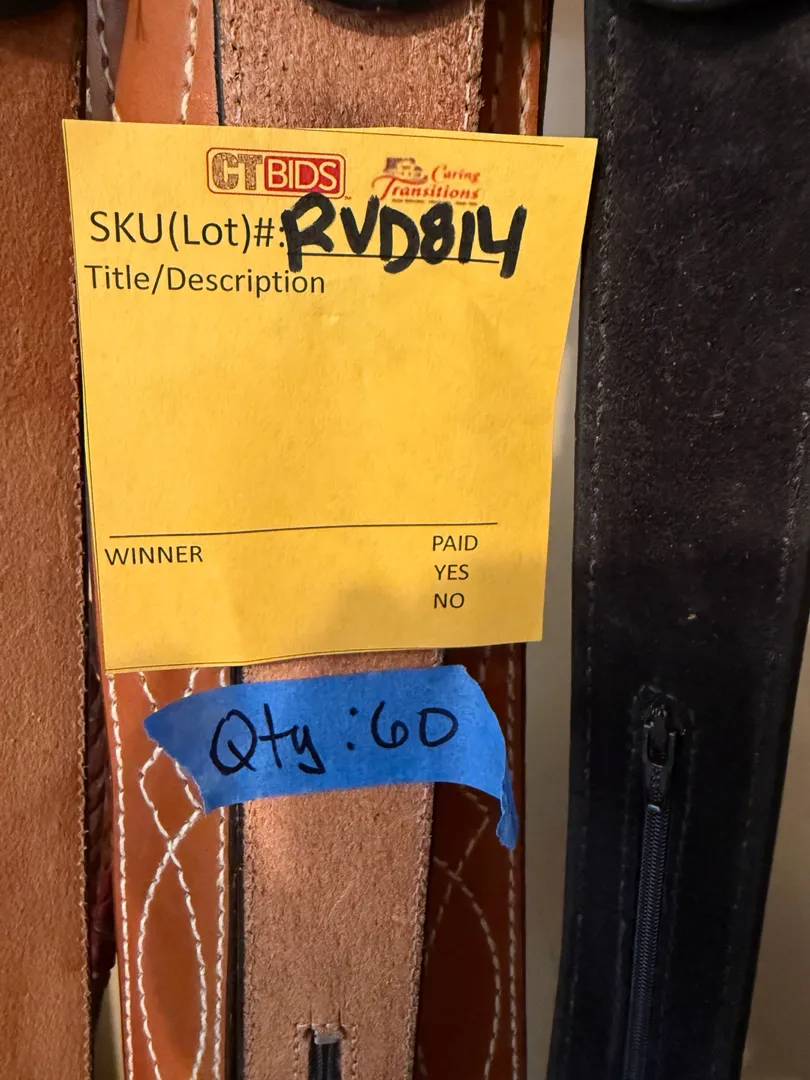 CTBIDS
Caring
Transitions
SKU(Lot)#: RVD814
Title/Description
WINNER
PAID
YES
NO
Qty: 60